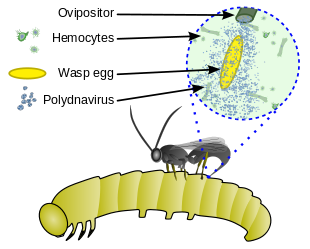 Ovipositor
Hemocytes
Wasp egg
Polydnavirus